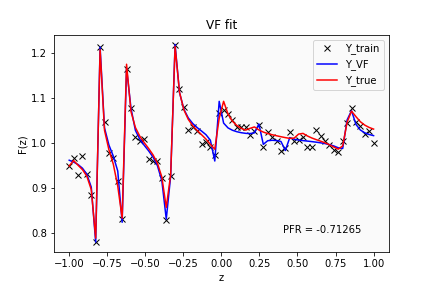 VF fit
Y_train
Y_VF
Y_true
F(z)
1.2
1.1
1.0
0.9
0.8
PFR = -0.71265
-1.00 -0.75 -0.50 -0.25 0.00 0.25 0.50 0.75 1.00
z